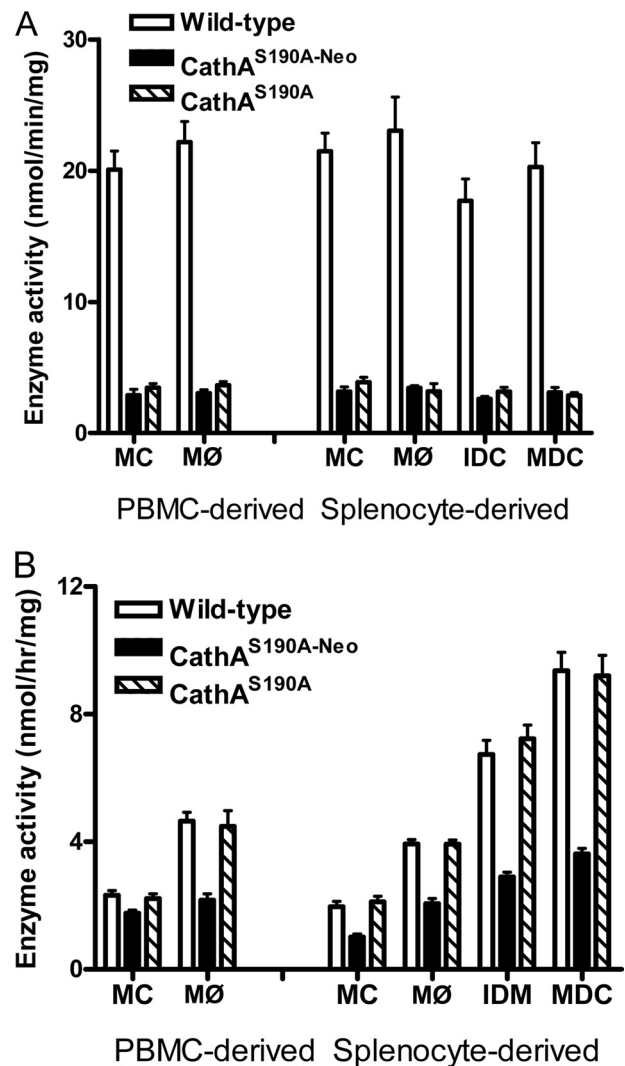 A
Wild-type
CathA^S190A-Neo
CathA^S190A
Enzyme activity (nmol/min/mg)
30
20
10
0
MC MØ MC MØ IDC MDC
PBMC-derived Splenocyte-derived
B
Wild-type
CathA^S190A-Neo
CathA^S190A
Enzyme activity (nmol/hr/mg)
12
8
4
0
MC MØ MC MØ IDM MDC
PBMC-derived Splenocyte-derived